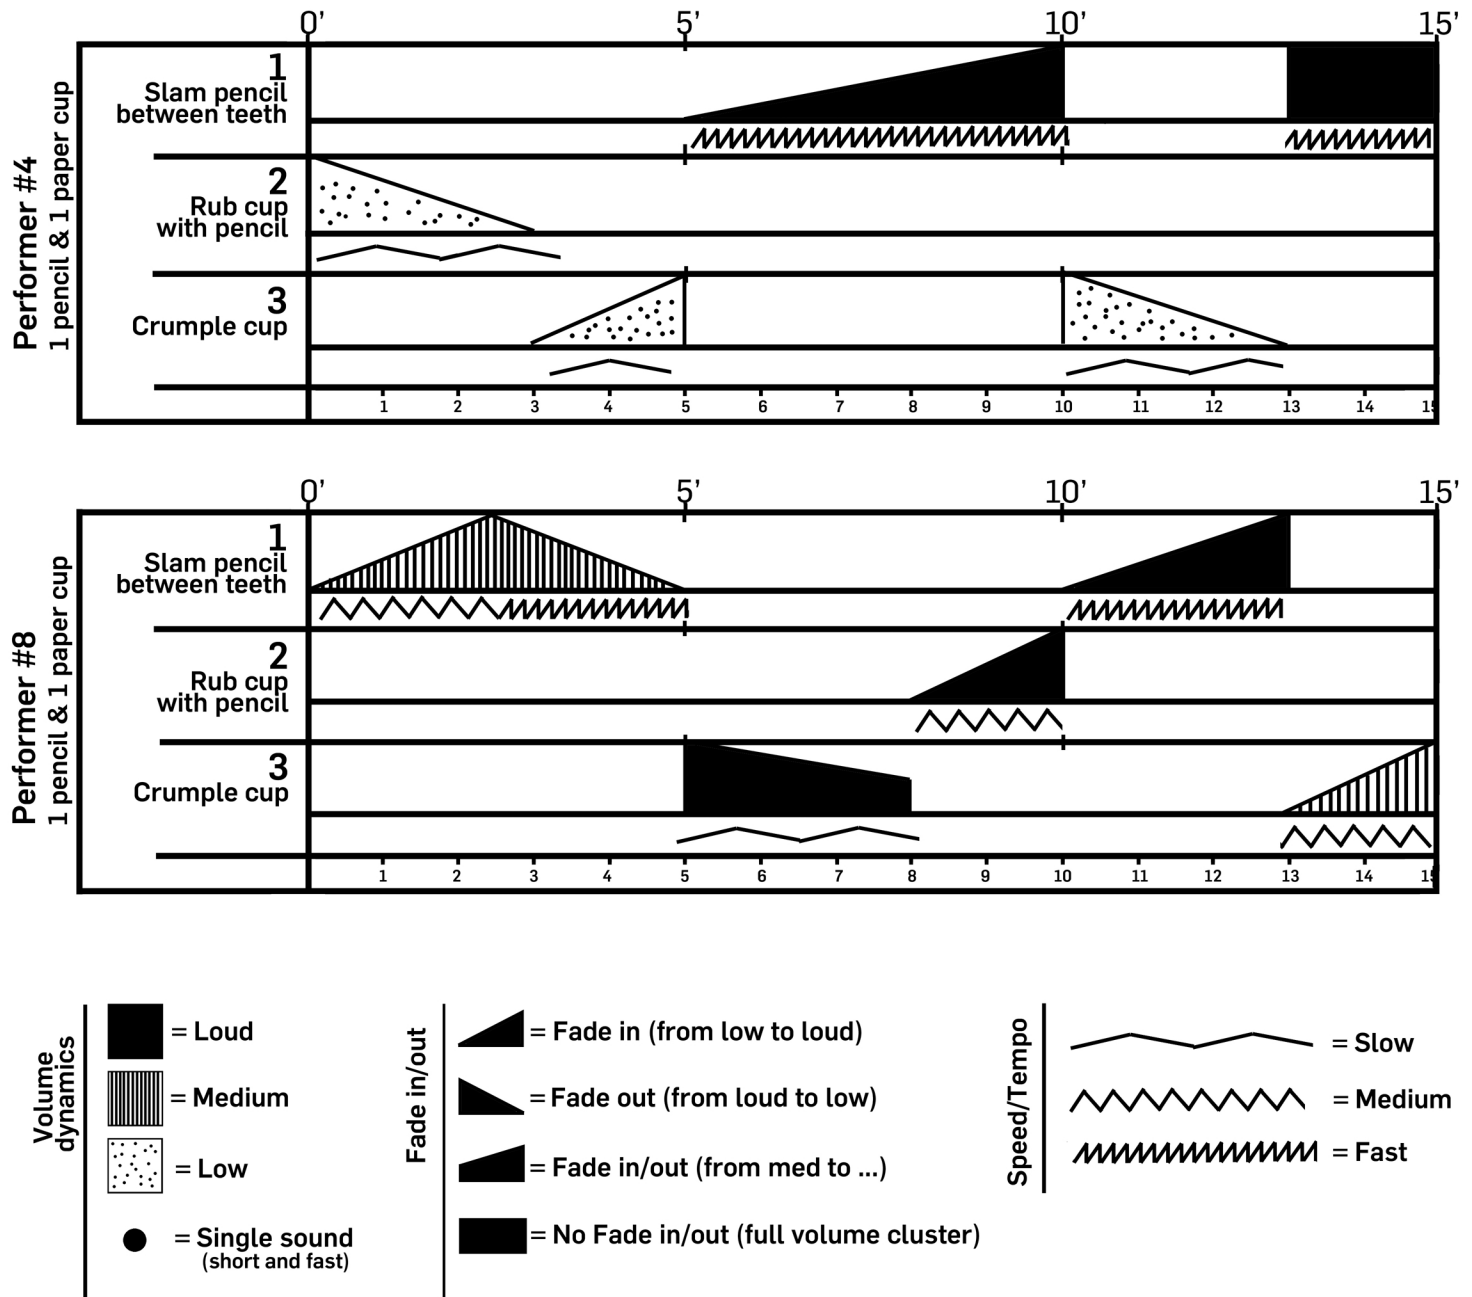 0' 5' 10' 15'
Performer #4
1 pencil & 1 paper cup
1
Slam pencil
between teeth
2
Rub cup
with pencil
3
Crumple cup
1 2 3 4 5 6 7 8 9 10 11 12 13 14 15
0' 5' 10' 15'
Performer #8
1 pencil & 1 paper cup
1
Slam pencil
between teeth
2
Rub cup
with pencil
3
Crumple cup
1 2 3 4 5 6 7 8 9 10 11 12 13 14 15
Volume
dynamics
= Loud
= Medium
= Low
= Single sound
(short and fast)
Fade in/out
= Fade in (from low to loud)
= Fade out (from loud to low)
= Fade in/out (from med to ...)
= No Fade in/out (full volume cluster)
Speed/Tempo
= Slow
= Medium
= Fast